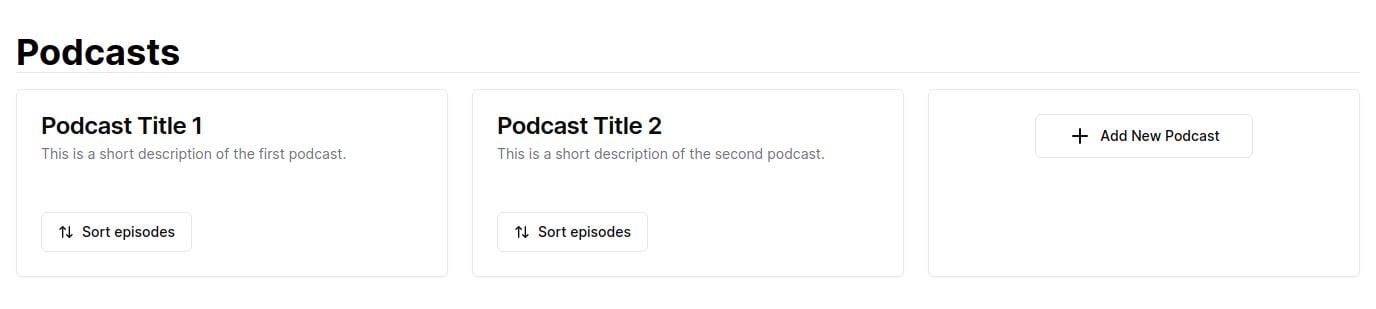 Podcasts
Podcast Title 1
This is a short description of the first podcast.
Sort episodes
Podcast Title 2
This is a short description of the second podcast.
Sort episodes
Add New Podcast